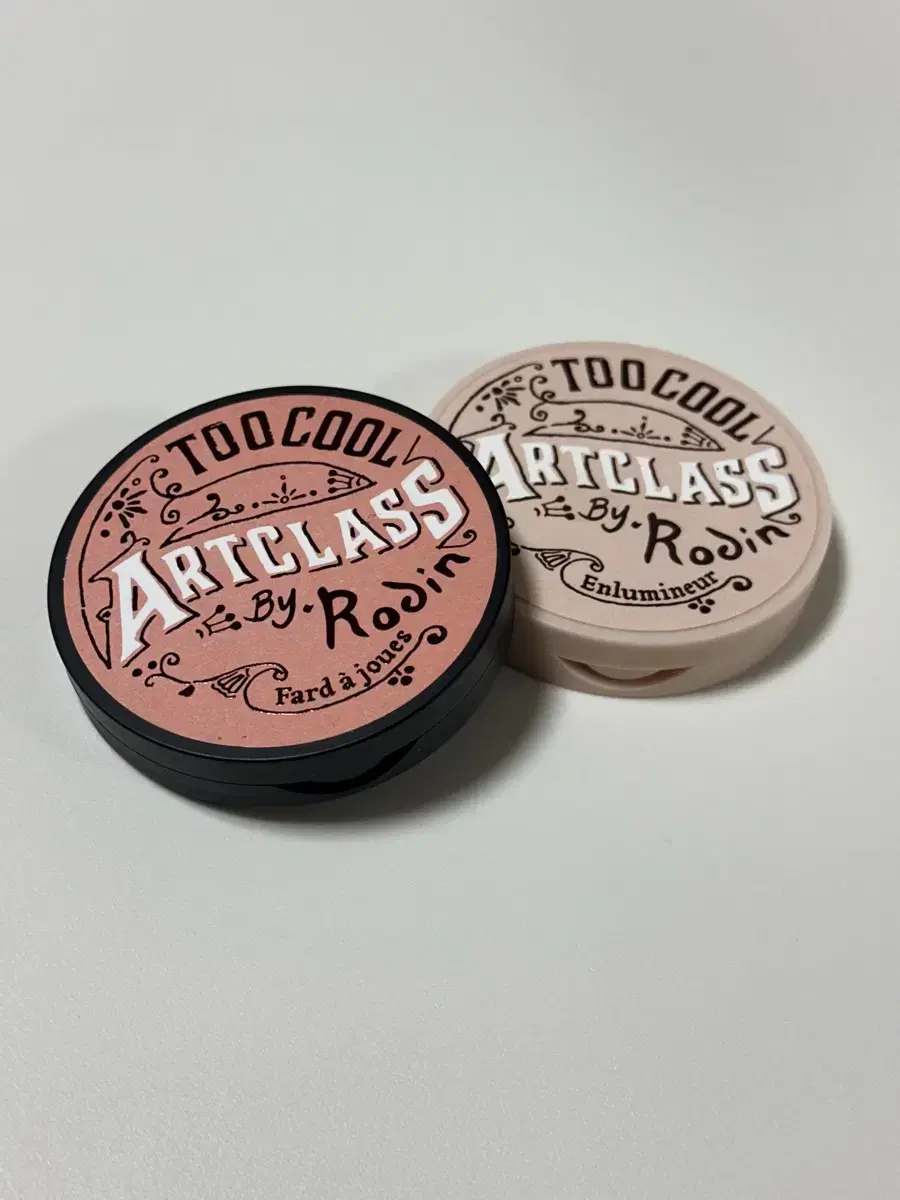 TOO COOL
ARTCLASS
By. Rodin
Fard à joues
TOO COOL
ARTCLASS
By. Rodin
Enlumineur